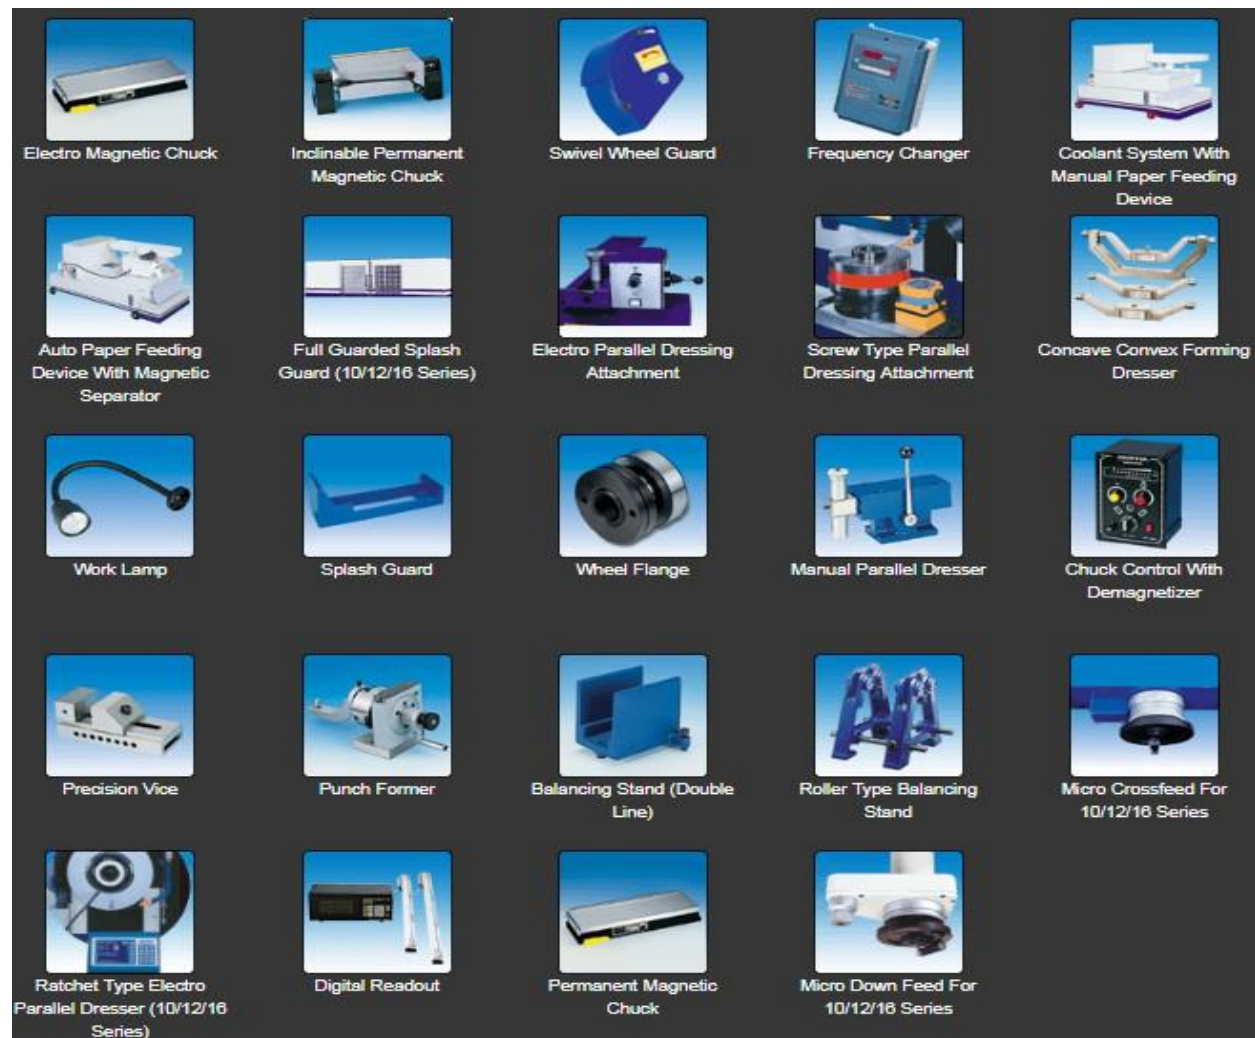 Electro Magnetic Chuck
Inclinable Permanent
Magnetic Chuck
Swivel Wheel Guard
Frequency Changer
Coolant System With
Manual Paper Feeding
Device
Auto Paper Feeding
Device With Magnetic
Separator
Full Guarded Splash
Guard (10/12/16 Series)
Electro Parallel Dressing
Attachment
Screw Type Parallel
Dressing Attachment
Concave Convex Forming
Dresser
Work Lamp
Splash Guard
Wheel Flange
Manual Parallel Dresser
Chuck Control With
Demagnetizer
Precision Vice
Punch Former
Balancing Stand (Double
Line)
Roller Type Balancing
Stand
Micro Crossfeed For
10/12/16 Series
Ratchet Type Electro
Parallel Dresser (10/12/16
Series)
Digital Readout
Permanent Magnetic
Chuck
Micro Down Feed For
10/12/16 Series